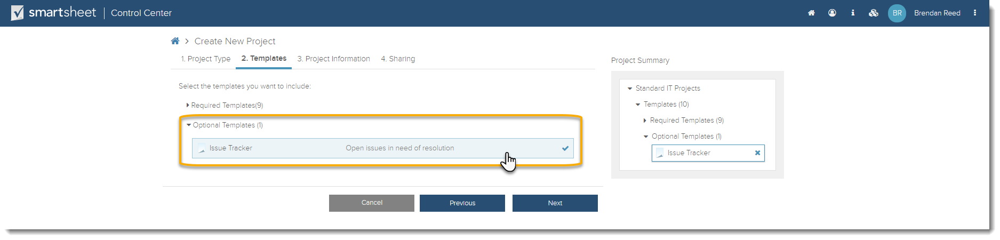 smartsheet Control Center BR Brendan Reed
Create New Project
1. Project Type 2. Templates 3. Project Information 4. Sharing
Select the templates you want to include:
Required Templates(9)
Optional Templates (1)
Issue Tracker Open issues in need of resolution
Cancel Previous Next
Project Summary
Standard IT Projects
Templates (10)
Required Templates (9)
Optional Templates (1)
Issue Tracker